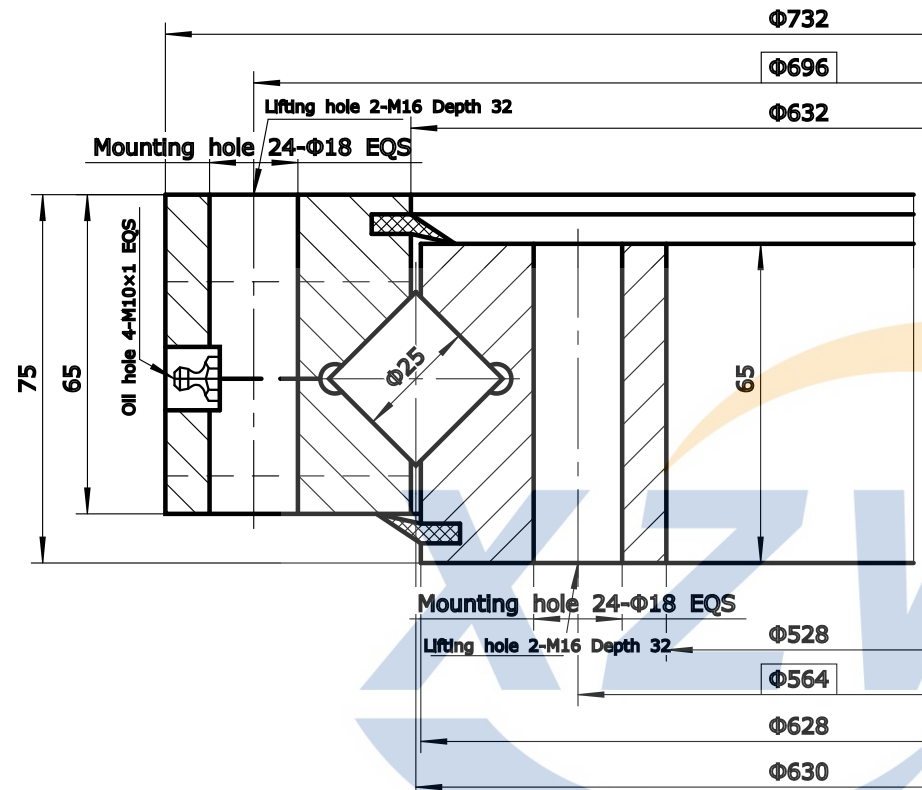 Φ732
Φ696
Lifting hole 2-M16 Depth 32
Φ632
Mounting hole 24-Φ18 EQS
Oil hole 4-M10×1 EQS
Φ25
75
65
65
Mounting hole 24-Φ18 EQS
Lifting hole 2-M16 Depth 32
Φ528
Φ564
Φ628
Φ630
XZW